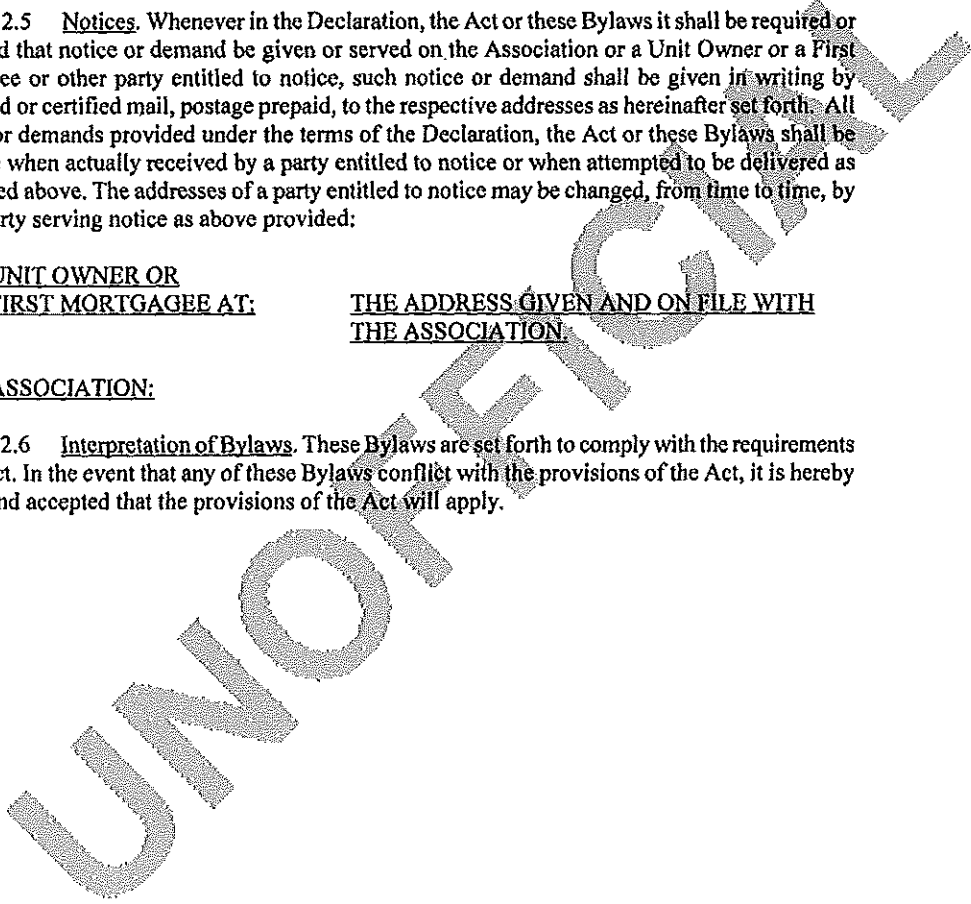 2.5 Notices. Whenever in the Declaration, the Act or these Bylaws it shall be required or
d that notice or demand be given or served on the Association or a Unit Owner or a First
ee or other party entitled to notice, such notice or demand shall be given in writing by
d or certified mail, postage prepaid, to the respective addresses as hereinafter set forth. All
or demands provided under the terms of the Declaration, the Act or these Bylaws shall be
when actually received by a party entitled to notice or when attempted to be delivered as
ed above. The addresses of a party entitled to notice may be changed, from time to time, by
rty serving notice as above provided:
UNIT OWNER OR
FIRST MORTGAGEE AT: THE ADDRESS GIVEN AND ON FILE WITH
THE ASSOCIATION.
ASSOCIATION:
2.6 Interpretation of Bylaws. These Bylaws are set forth to comply with the requirements
ct. In the event that any of these Bylaws conflict with the provisions of the Act, it is hereby
nd accepted that the provisions of the Act will apply.
UNOFFICIAL